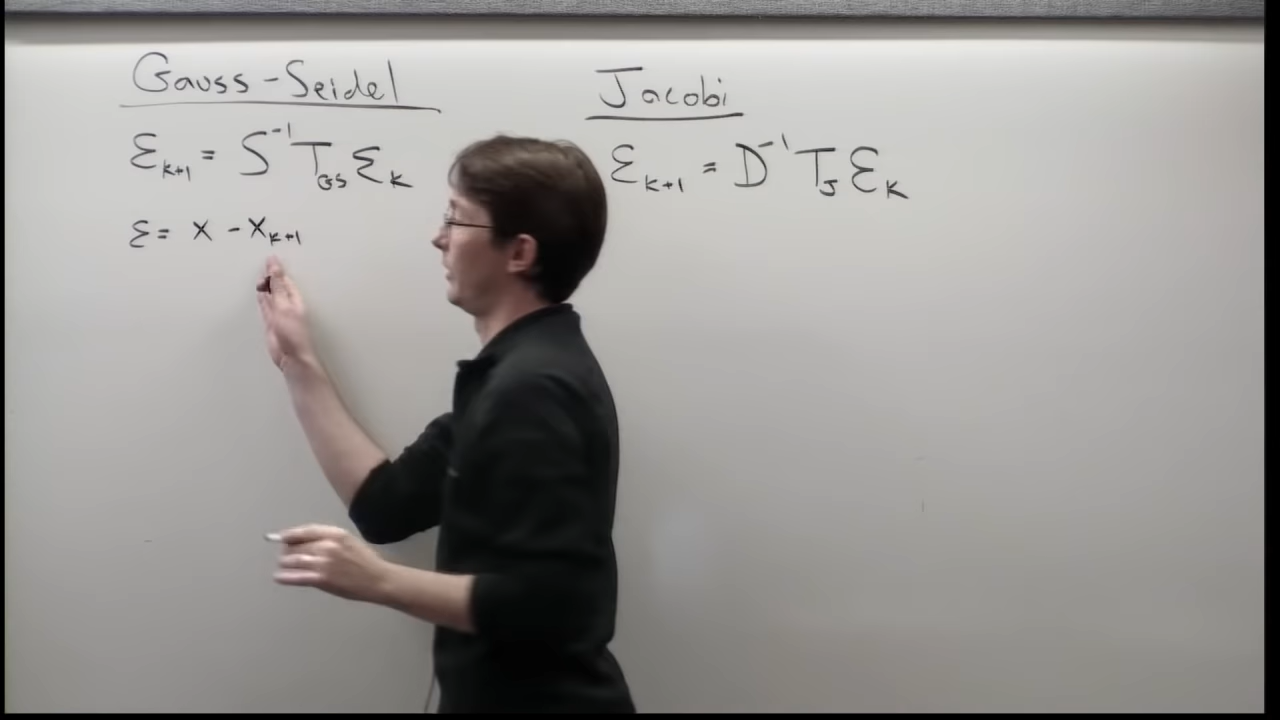 Gauss-Seidel
ε_{k+1} = S^{-1} T_{GS} ε_k
ε = x - x_{k+1}
Jacobi
ε_{k+1} = D^{-1} T_J ε_k